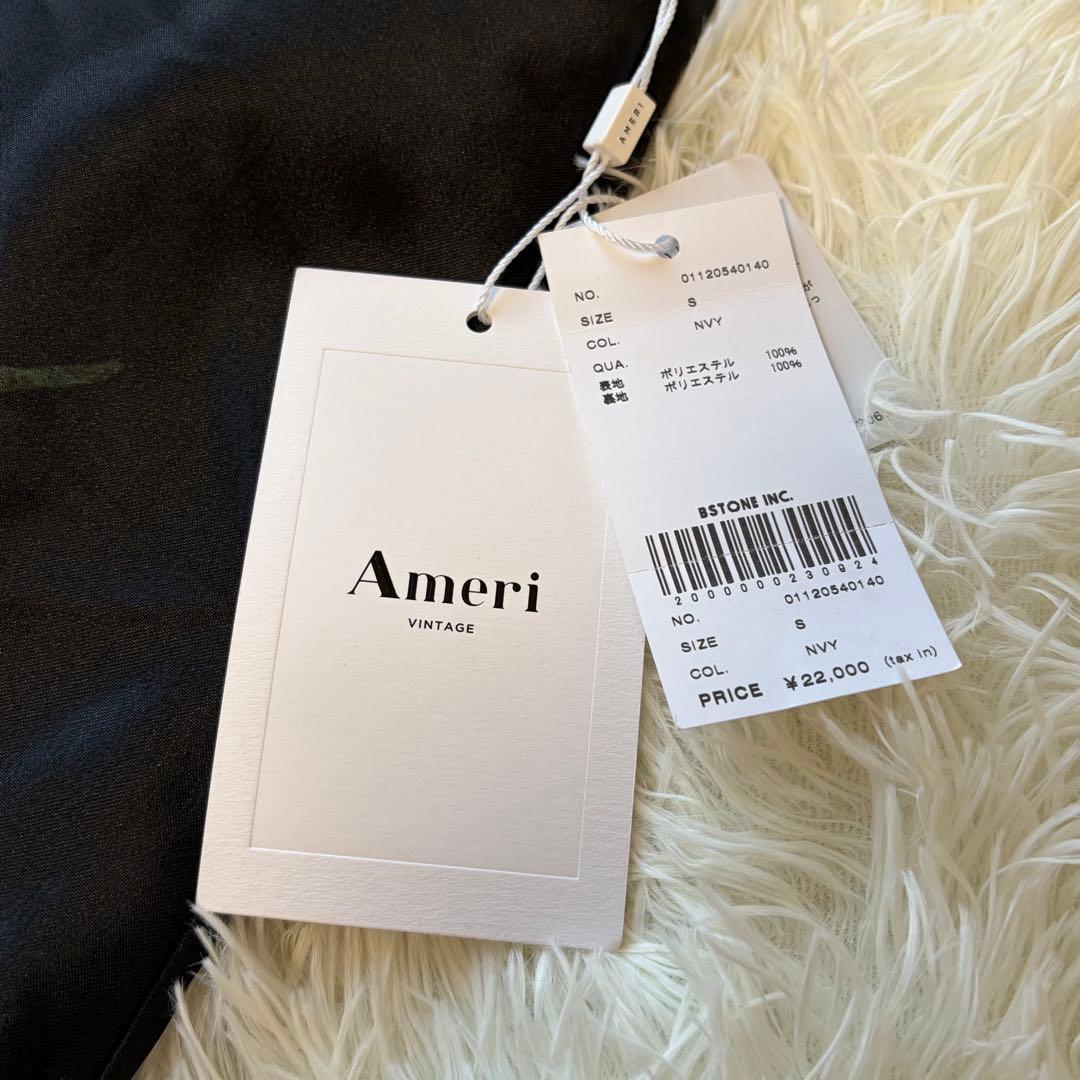 AMERI
Ameri
VINTAGE
NO. 01120540140
SIZE S
COL. NVY
QUA.
表地 ポリエステル 100%
裏地 ポリエステル 100%
BSTONE INC.
2000000230924
NO. 01120540140
SIZE S
COL. NVY
PRICE ¥22,000 (tax in)
が
っ